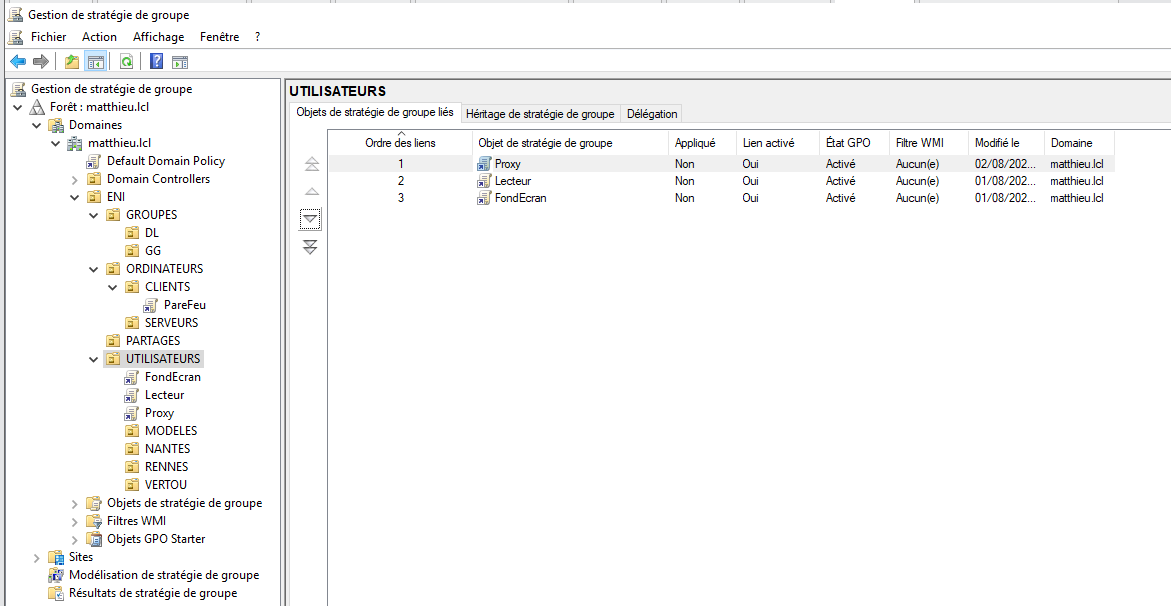 Gestion de stratégie de groupe
Fichier Action Affichage Fenêtre ?
Gestion de stratégie de groupe
Forêt : matthieu.lcl
Domaines
matthieu.lcl
Default Domain Policy
Domain Controllers
ENI
GROUPES
DL
GG
ORDINATEURS
CLIENTS
PareFeu
SERVEURS
PARTAGES
UTILISATEURS
FondEcran
Lecteur
Proxy
MODELES
NANTES
RENNES
VERTOU
Objets de stratégie de groupe
Filtres WMI
Objets GPO Starter
Sites
Modélisation de stratégie de groupe
Résultats de stratégie de groupe
UTILISATEURS
Objets de stratégie de groupe liés Héritage de stratégie de groupe Délégation
Ordre des liens Objet de stratégie de groupe Appliqué Lien activé État GPO Filtre WMI Modifié le Domaine
1 Proxy Non Oui Activé Aucun(e) 02/08/202... matthieu.lcl
2 Lecteur Non Oui Activé Aucun(e) 01/08/202... matthieu.lcl
3 FondEcran Non Oui Activé Aucun(e) 01/08/202... matthieu.lcl